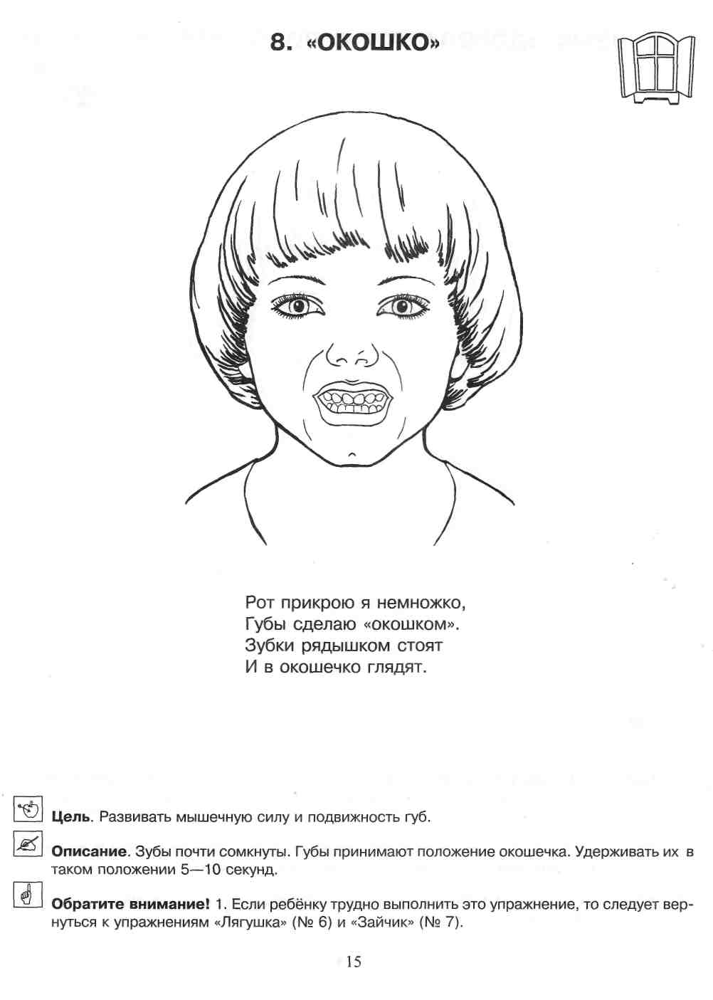 8. «ОКОШКО»
Рот прикрою я немножко,
Губы сделаю «окошком».
Зубки рядышком стоят
И в окошечко глядят.
Цель. Развивать мышечную силу и подвижность губ.
Описание. Зубы почти сомкнуты. Губы принимают положение окошечка. Удерживать их в
таком положении 5—10 секунд.
Обратите внимание! 1. Если ребёнку трудно выполнить это упражнение, то следует вер-
нуться к упражнениям «Лягушка» (№ 6) и «Зайчик» (№ 7).
15